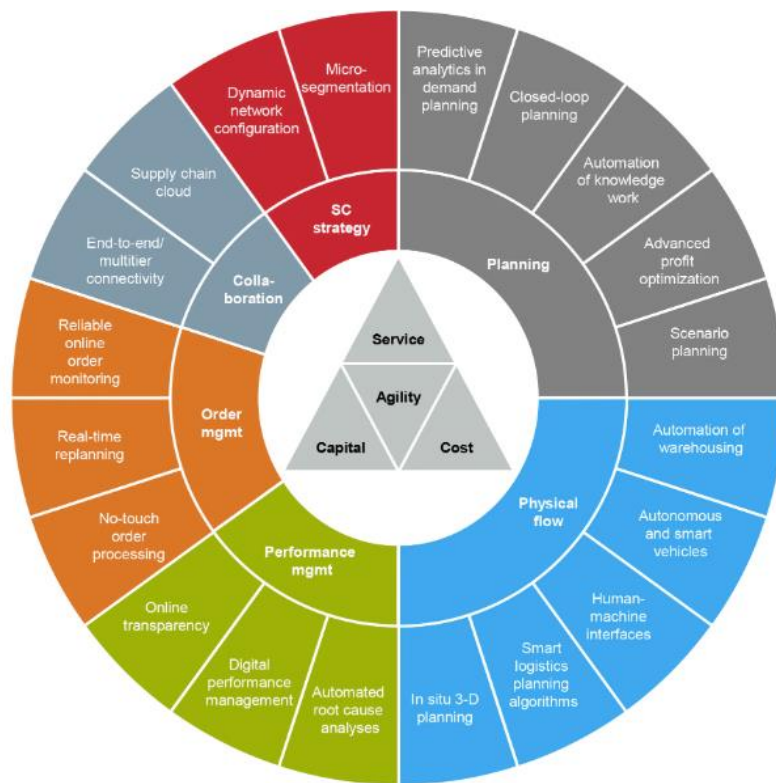 Predictive
analytics in
demand
planning
Closed-loop
planning
Automation of
knowledge
work
Advanced
profit
optimization
Scenario
planning
Planning
Automation of
warehousing
Autonomous
and smart
vehicles
Human-
machine
interfaces
Smart
logistics
planning
algorithms
In situ 3-D
planning
Physical
flow
Automated
root cause
analyses
Digital
performance
management
Online
transparency
Performance
mgmt
No-touch
order
processing
Real-time
replanning
Reliable
online
order
monitoring
Order
mgmt
End-to-end/
multitier
connectivity
Supply chain
cloud
Colla-
boration
Dynamic
network
configuration
Micro-
segmentation
SC
strategy
Service
Agility
Capital
Cost